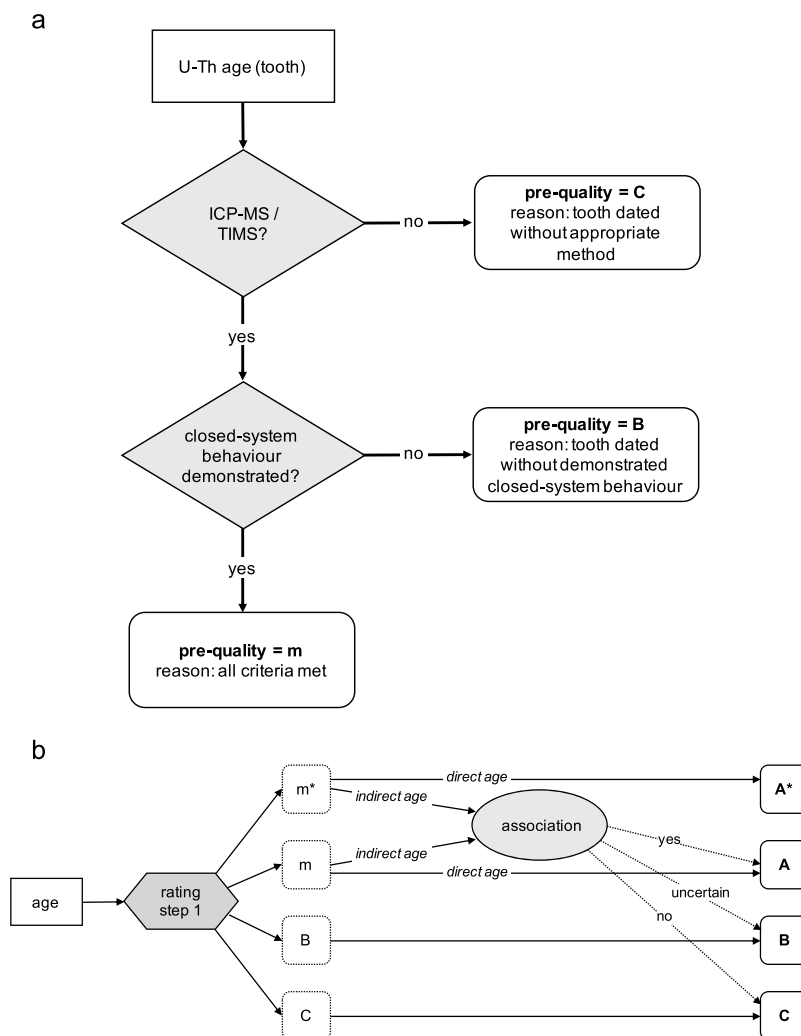 a
U-Th age (tooth)
ICP-MS /
TIMS?
no
pre-quality = C
reason: tooth dated
without appropriate
method
yes
closed-system
behaviour
demonstrated?
no
pre-quality = B
reason: tooth dated
without demonstrated
closed-system behaviour
yes
pre-quality = m
reason: all criteria met
b
age
rating
step 1
m*
direct age
A*
indirect age
association
m
indirect age
direct age
yes
A
uncertain
B
no
B
C
C